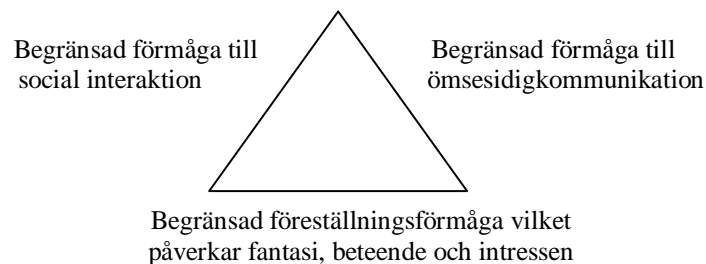 Begränsad förmåga till
social interaktion
Begränsad förmåga till
ömsesidigkommunikation
Begränsad föreställningsförmåga vilket
påverkar fantasi, beteende och intressen